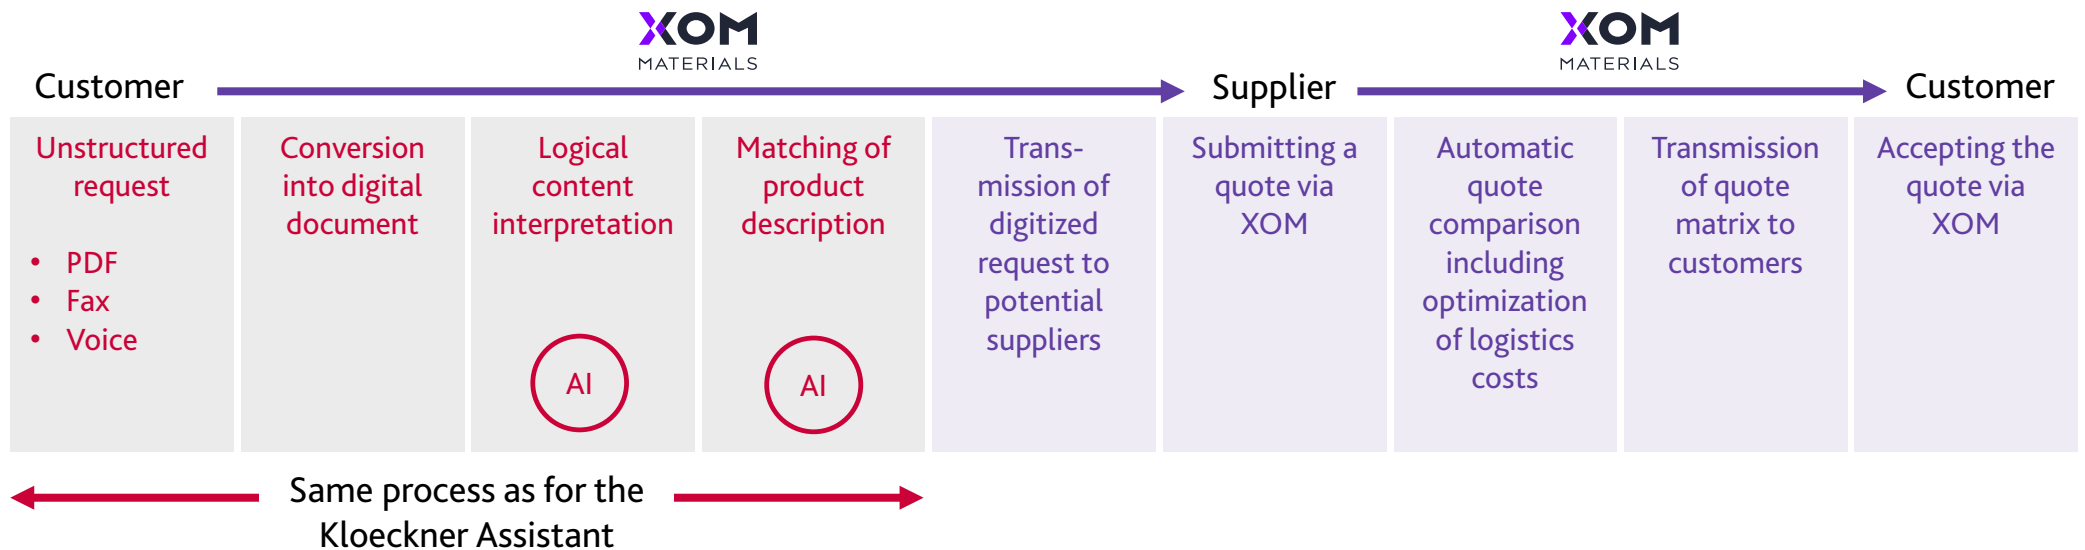 XOM
MATERIALS
XOM
MATERIALS
Customer
Supplier
Customer
Unstructured
request
• PDF
• Fax
• Voice
Conversion
into digital
document
Logical
content
interpretation
AI
Matching of
product
description
AI
Trans-
mission of
digitized
request to
potential
suppliers
Submitting a
quote via
XOM
Automatic
quote
comparison
including
optimization
of logistics
costs
Transmission
of quote
matrix to
customers
Accepting the
quote via
XOM
Same process as for the
Kloeckner Assistant